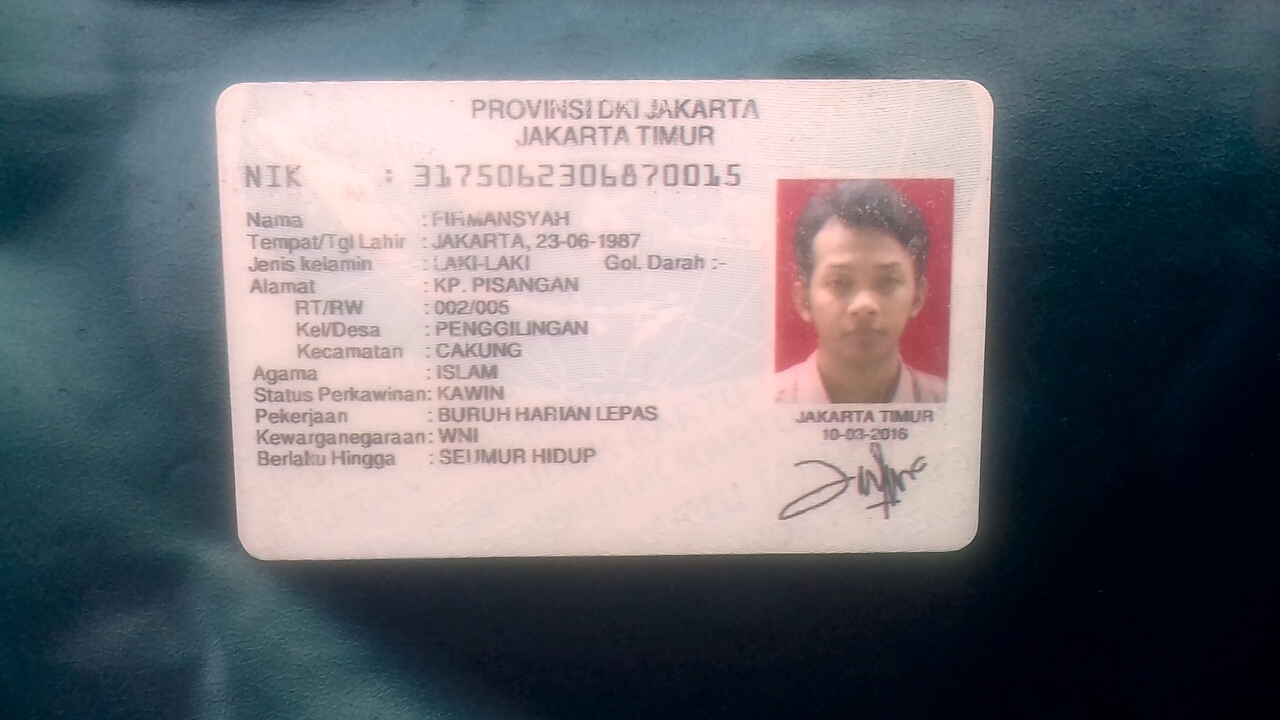 PROVINSI DKI JAKARTA
JAKARTA TIMUR
NIK : 3175062306870015
Nama : FIRMANSYAH
Tempat/Tgl Lahir : JAKARTA, 23-06-1987
Jenis kelamin : LAKI-LAKI Gol. Darah :-
Alamat : KP. PISANGAN
RT/RW : 002/005
Kel/Desa : PENGGILINGAN
Kecamatan : CAKUNG
Agama : ISLAM
Status Perkawinan: KAWIN
Pekerjaan : BURUH HARIAN LEPAS
Kewarganegaraan: WNI
Berlaku Hingga : SEUMUR HIDUP
JAKARTA TIMUR
10-03-2016